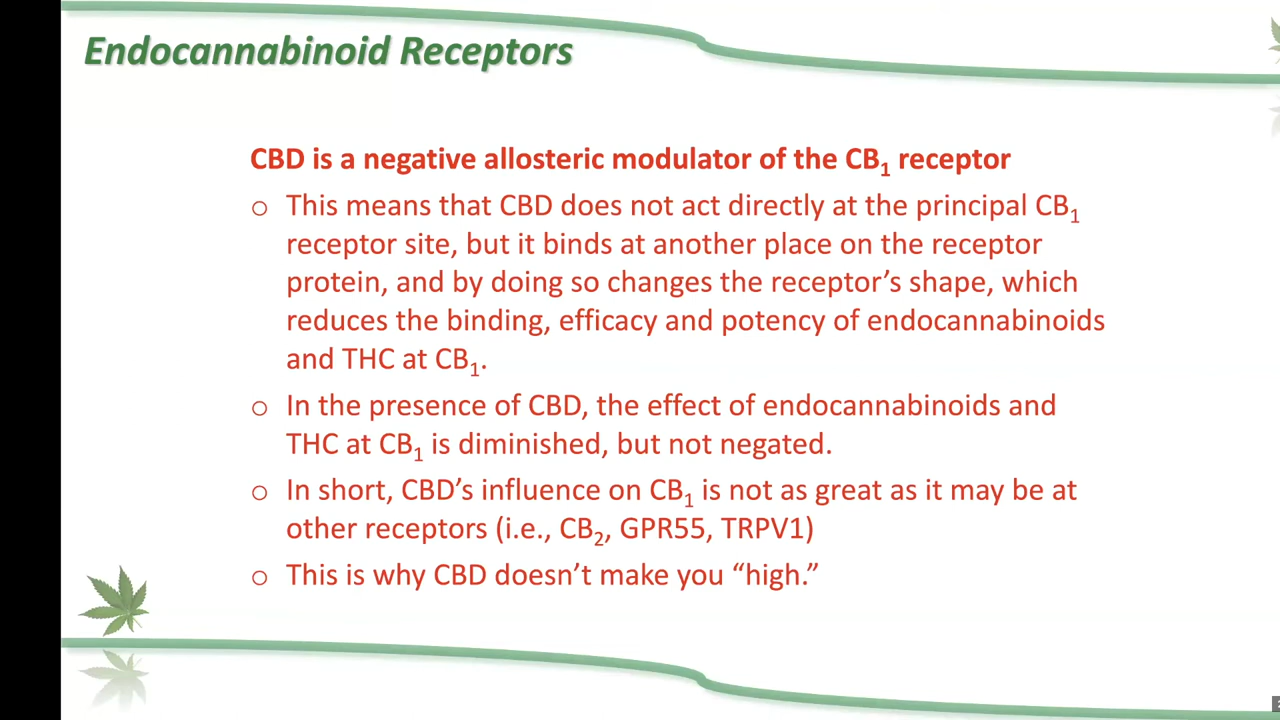 Endocannabinoid Receptors
CBD is a negative allosteric modulator of the CB₁ receptor
o This means that CBD does not act directly at the principal CB₁
receptor site, but it binds at another place on the receptor
protein, and by doing so changes the receptor’s shape, which
reduces the binding, efficacy and potency of endocannabinoids
and THC at CB₁.
o In the presence of CBD, the effect of endocannabinoids and
THC at CB₁ is diminished, but not negated.
o In short, CBD’s influence on CB₁ is not as great as it may be at
other receptors (i.e., CB₂, GPR55, TRPV1)
o This is why CBD doesn’t make you “high.”